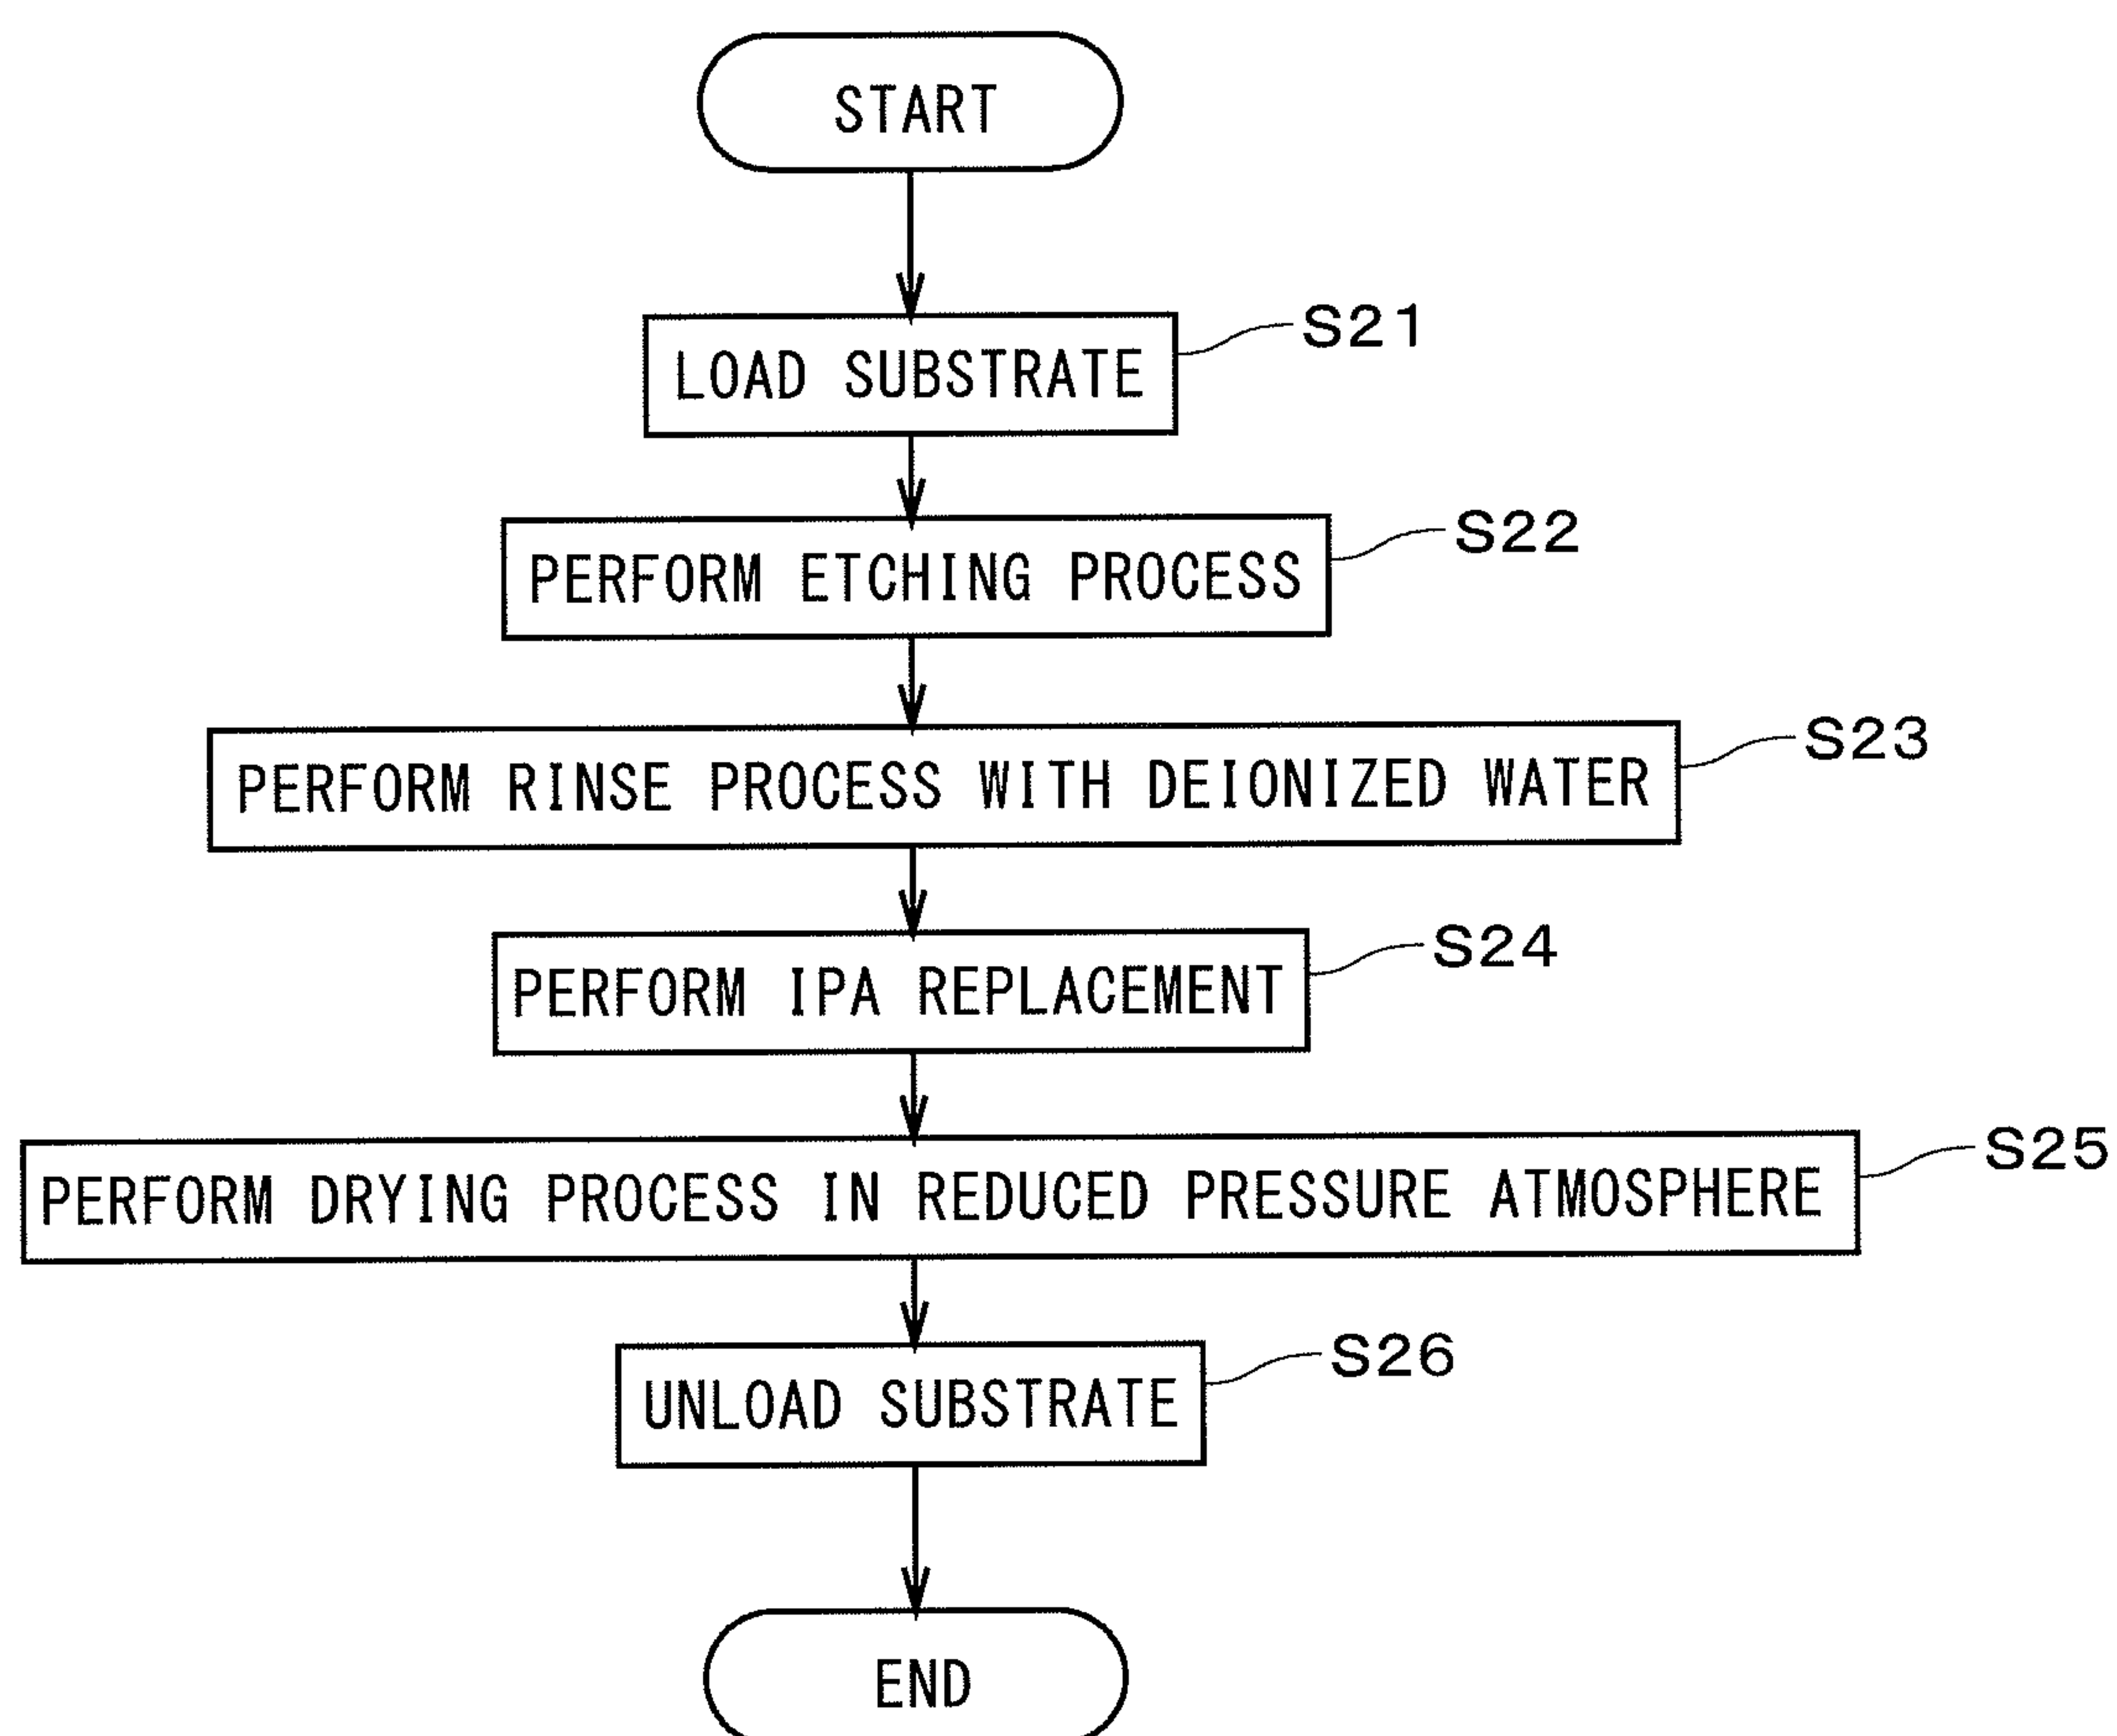 START
LOAD SUBSTRATE
S21
PERFORM ETCHING PROCESS
S22
PERFORM RINSE PROCESS WITH DEIONIZED WATER
S23
PERFORM IPA REPLACEMENT
S24
PERFORM DRYING PROCESS IN REDUCED PRESSURE ATMOSPHERE
S25
UNLOAD SUBSTRATE
S26
END